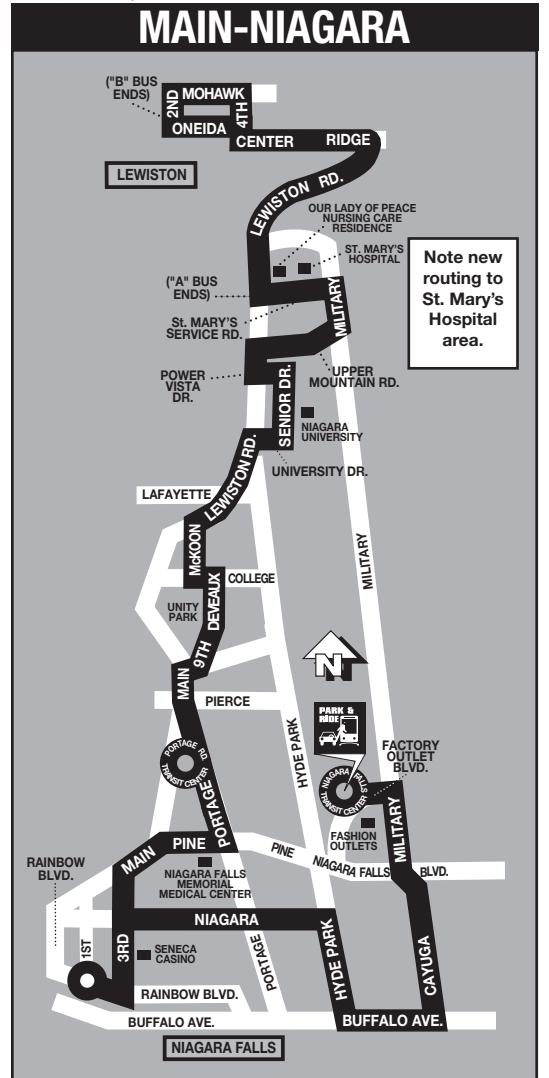 MAIN-NIAGARA
("B" BUS
ENDS)
2ND
MOHAWK
4TH
ONEIDA
CENTER
RIDGE
LEWISTON
LEWISTON RD.
OUR LADY OF PEACE
NURSING CARE
RESIDENCE
ST. MARY'S
HOSPITAL
Note new
routing to
St. Mary's
Hospital
area.
("A" BUS
ENDS)
MILITARY
St. MARY'S
SERVICE RD.
UPPER
MOUNTAIN RD.
POWER
VISTA
DR.
SENIOR DR.
NIAGARA
UNIVERSITY
UNIVERSITY DR.
LEWISTON RD.
LAFAYETTE
McKOON
MILITARY
COLLEGE
DEVEAUX
UNITY
PARK
9TH
MAIN
N
PIERCE
PARK &
RIDE
HYDE PARK
PORTAGE RD.
TRANSIT CENTER
FACTORY
OUTLET
BLVD.
NIAGARA FALLS
TRANSIT CENTER
PORTAGE
MILITARY
FASHION
OUTLETS
MAIN
PINE
PINE
NIAGARA FALLS
BLVD.
RAINBOW
BLVD.
NIAGARA FALLS
MEMORIAL
MEDICAL CENTER
NIAGARA
1ST
3RD
SENECA
CASINO
PORTAGE
HYDE PARK
CAYUGA
RAINBOW BLVD.
BUFFALO AVE.
BUFFALO AVE.
NIAGARA FALLS